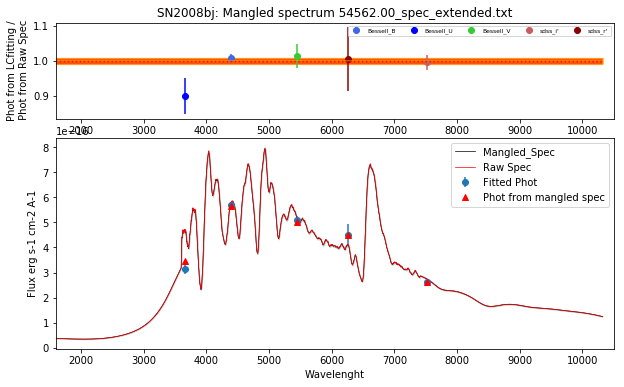 SN2008bj: Mangled spectrum 54562.00_spec_extended.txt
Phot from LCfitting /
Phot from Raw Spec
1.1
1.0
0.9
Bessell_B
Bessell_U
Bessell_V
sdss_i'
sdss_r'
2000 3000 4000 5000 6000 7000 8000 9000 10000
1e−16
Flux erg s-1 cm-2 A-1
8
7
6
5
4
3
2
1
0
Mangled_Spec
Raw Spec
Fitted Phot
Phot from mangled spec
2000 3000 4000 5000 6000 7000 8000 9000 10000
Wavelenght